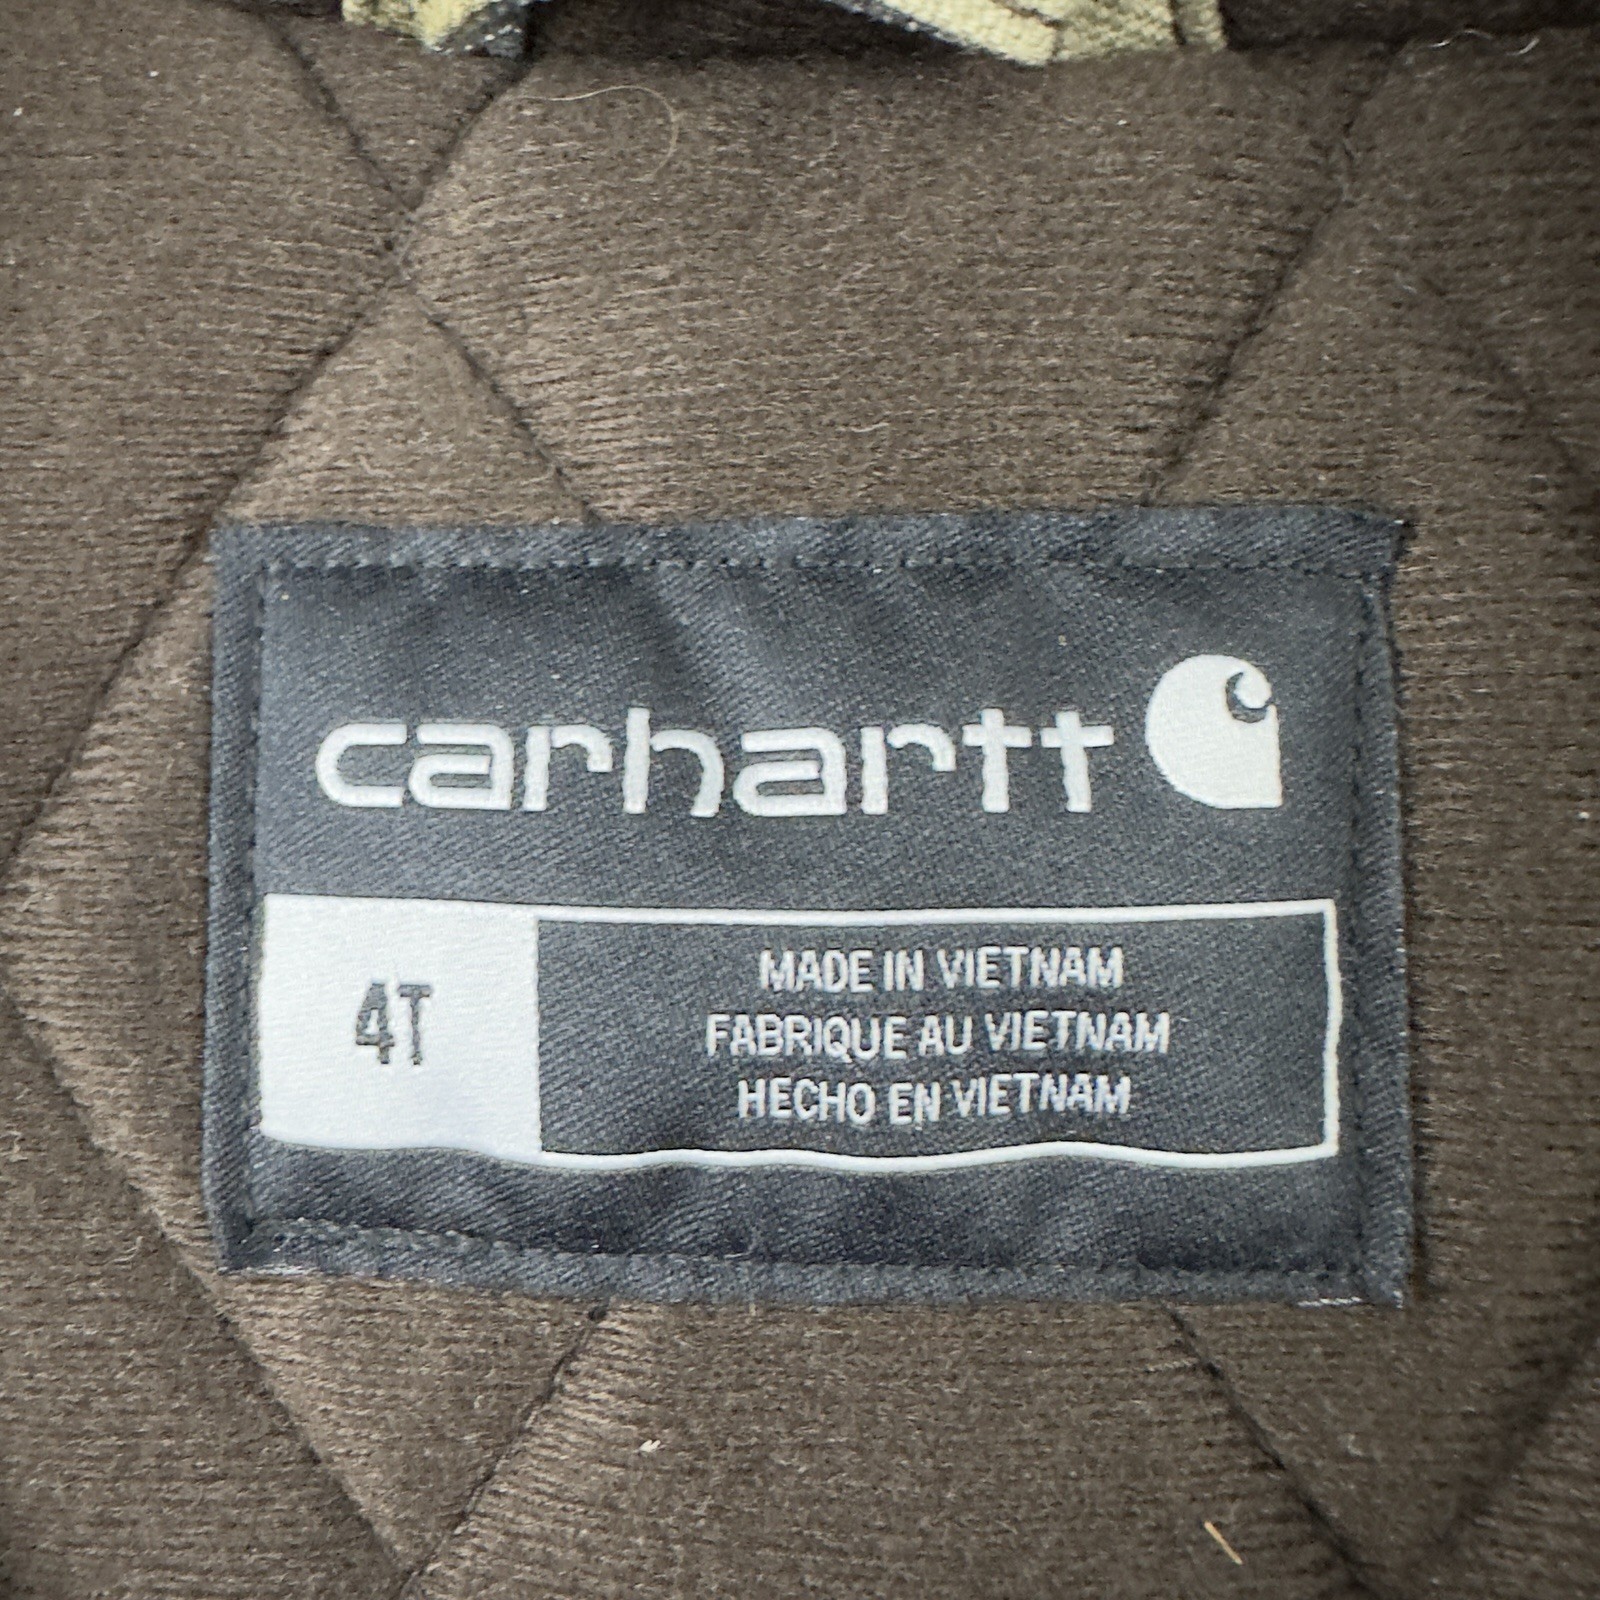 carhartt
4T
MADE IN VIETNAM
FABRIQUE AU VIETNAM
HECHO EN VIETNAM